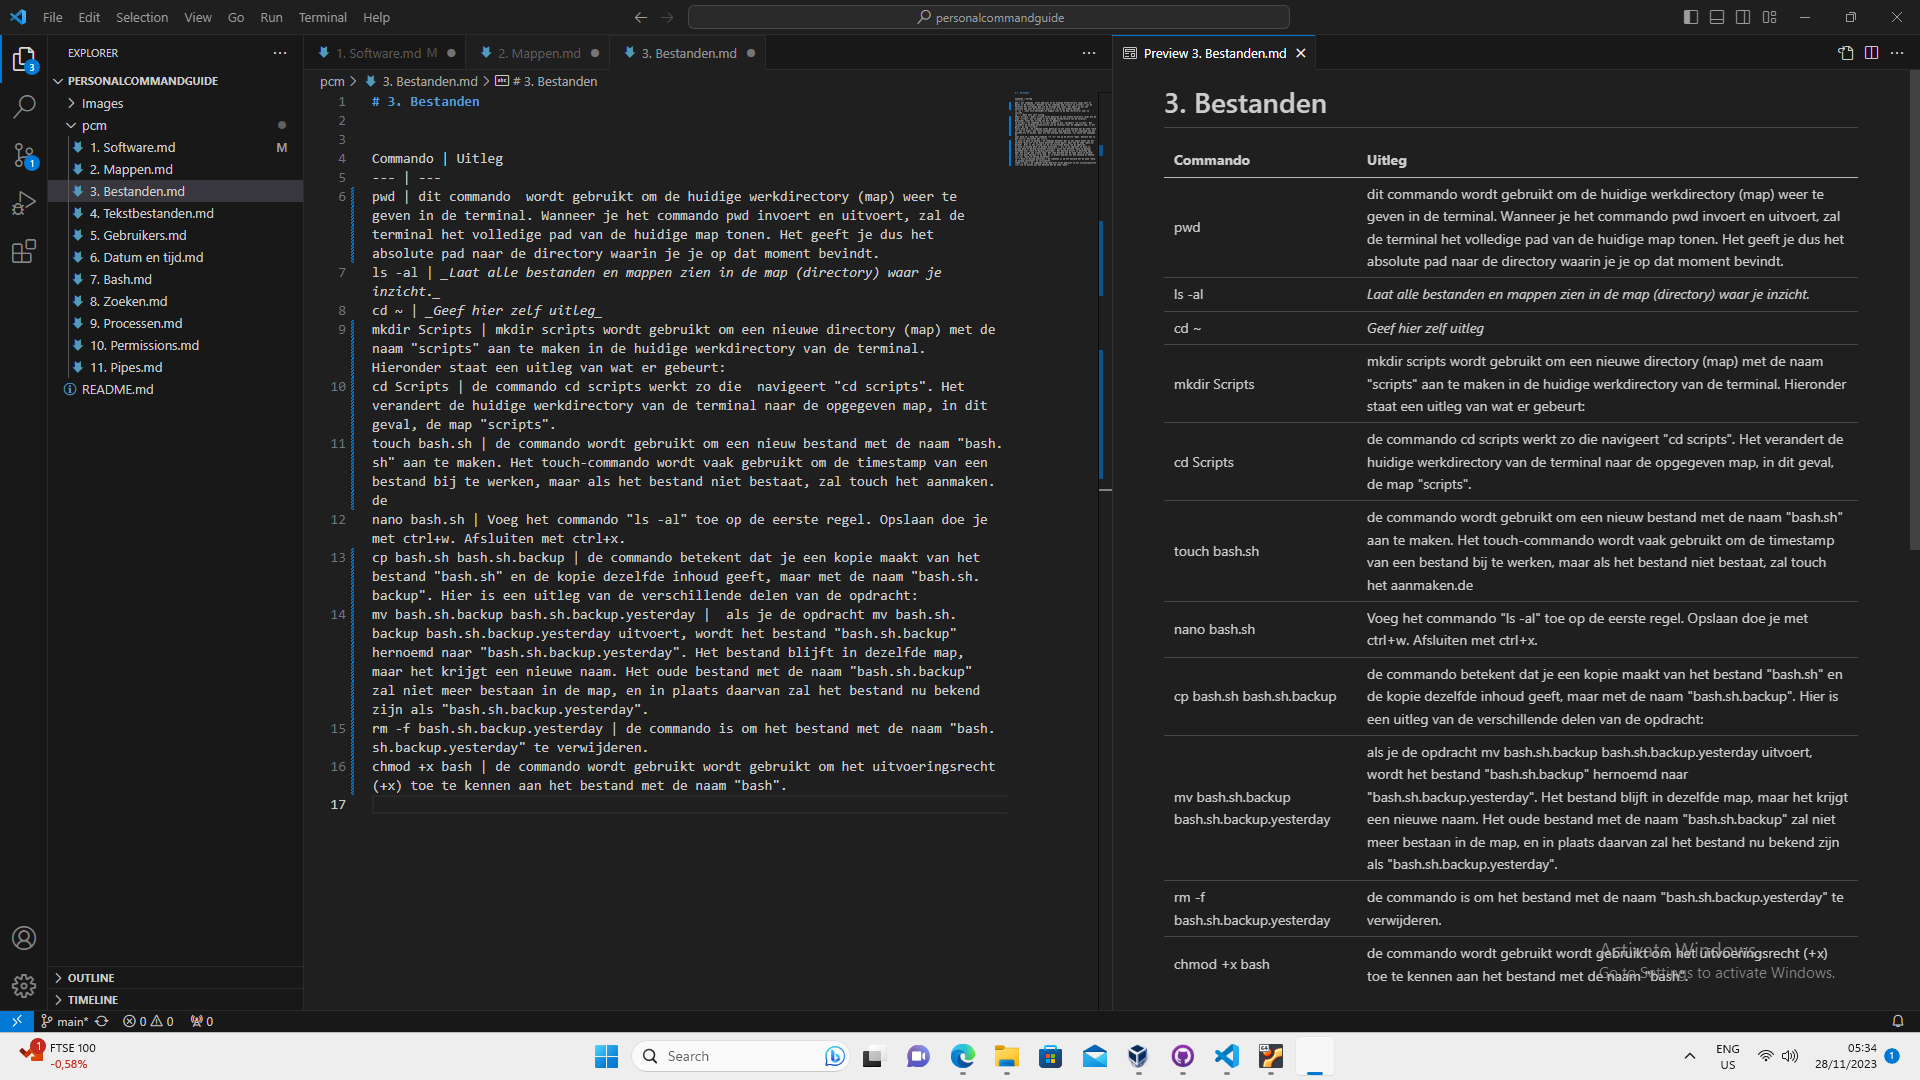 File Edit Selection View Go Run Terminal Help
personalcommandguide
EXPLORER
1. Software.md M
2. Mappen.md
3. Bestanden.md
Preview 3. Bestanden.md
PERSONALCOMMANDGUIDE
Images
pcm
1. Software.md M
2. Mappen.md
3. Bestanden.md
4. Tekstbestanden.md
5. Gebruikers.md
6. Datum en tijd.md
7. Bash.md
8. Zoeken.md
9. Processen.md
10. Permissions.md
11. Pipes.md
README.md
OUTLINE
TIMELINE
3
1
pcm > 3. Bestanden.md > # 3. Bestanden
1 # 3. Bestanden
2
3
4 Commando | Uitleg
5 --- | ---
6 pwd | dit commando  wordt gebruikt om de huidige werkdirectory (map) weer te
geven in de terminal. Wanneer je het commando pwd invoert en uitvoert, zal de
terminal het volledige pad van de huidige map tonen. Het geeft je dus het
absolute pad naar de directory waarin je je op dat moment bevindt.
7 ls -al | _Laat alle bestanden en mappen zien in de map (directory) waar je
inzicht._
8 cd ~ | _Geef hier zelf uitleg_
9 mkdir Scripts | mkdir scripts wordt gebruikt om een nieuwe directory (map) met de
naam "scripts" aan te maken in de huidige werkdirectory van de terminal.
Hieronder staat een uitleg van wat er gebeurt:
10 cd Scripts | de commando cd scripts werkt zo die  navigeert "cd scripts". Het
verandert de huidige werkdirectory van de terminal naar de opgegeven map, in dit
geval, de map "scripts".
11 touch bash.sh | de commando wordt gebruikt om een nieuw bestand met de naam "bash.
sh" aan te maken. Het touch-commando wordt vaak gebruikt om de timestamp van een
bestand bij te werken, maar als het bestand niet bestaat, zal touch het aanmaken.
de
12 nano bash.sh | Voeg het commando "ls -al" toe op de eerste regel. Opslaan doe je
met ctrl+w. Afsluiten met ctrl+x.
13 cp bash.sh bash.sh.backup | de commando betekent dat je een kopie maakt van het
bestand "bash.sh" en de kopie dezelfde inhoud geeft, maar met de naam "bash.sh.
backup". Hier is een uitleg van de verschillende delen van de opdracht:
14 mv bash.sh.backup bash.sh.backup.yesterday |  als je de opdracht mv bash.sh.
backup bash.sh.backup.yesterday uitvoert, wordt het bestand "bash.sh.backup"
hernoemd naar "bash.sh.backup.yesterday". Het bestand blijft in dezelfde map,
maar het krijgt een nieuwe naam. Het oude bestand met de naam "bash.sh.backup"
zal niet meer bestaan in de map, en in plaats daarvan zal het bestand nu bekend
zijn als "bash.sh.backup.yesterday".
15 rm -f bash.sh.backup.yesterday | de commando is om het bestand met de naam "bash.
sh.backup.yesterday" te verwijderen.
16 chmod +x bash | de commando wordt gebruikt wordt gebruikt om het uitvoeringsrecht
(+x) toe te kennen aan het bestand met de naam "bash".
17
3. Bestanden
Commando Uitleg
pwd
dit commando wordt gebruikt om de huidige werkdirectory (map) weer te
geven in de terminal. Wanneer je het commando pwd invoert en uitvoert, zal
de terminal het volledige pad van de huidige map tonen. Het geeft je dus het
absolute pad naar de directory waarin je je op dat moment bevindt.
ls -al
Laat alle bestanden en mappen zien in de map (directory) waar je inzicht.
cd ~
Geef hier zelf uitleg
mkdir Scripts
mkdir scripts wordt gebruikt om een nieuwe directory (map) met de naam
"scripts" aan te maken in de huidige werkdirectory van de terminal. Hieronder
staat een uitleg van wat er gebeurt:
cd Scripts
de commando cd scripts werkt zo die navigeert "cd scripts". Het verandert de
huidige werkdirectory van de terminal naar de opgegeven map, in dit geval,
de map "scripts".
touch bash.sh
de commando wordt gebruikt om een nieuw bestand met de naam "bash.sh"
aan te maken. Het touch-commando wordt vaak gebruikt om de timestamp
van een bestand bij te werken, maar als het bestand niet bestaat, zal touch
het aanmaken.de
nano bash.sh
Voeg het commando "ls -al" toe op de eerste regel. Opslaan doe je met
ctrl+w. Afsluiten met ctrl+x.
cp bash.sh bash.sh.backup
de commando betekent dat je een kopie maakt van het bestand "bash.sh" en
de kopie dezelfde inhoud geeft, maar met de naam "bash.sh.backup". Hier is
een uitleg van de verschillende delen van de opdracht:
mv bash.sh.backup
bash.sh.backup.yesterday
als je de opdracht mv bash.sh.backup bash.sh.backup.yesterday uitvoert,
wordt het bestand "bash.sh.backup" hernoemd naar
"bash.sh.backup.yesterday". Het bestand blijft in dezelfde map, maar het krijgt
een nieuwe naam. Het oude bestand met de naam "bash.sh.backup" zal niet
meer bestaan in de map, en in plaats daarvan zal het bestand nu bekend zijn
als "bash.sh.backup.yesterday".
rm -f
bash.sh.backup.yesterday
de commando is om het bestand met de naam "bash.sh.backup.yesterday" te
verwijderen.
chmod +x bash
de commando wordt gebruikt wordt gebruikt om het uitvoeringsrecht (+x)
toe te kennen aan het bestand met de naam "bash".
Activate Windows
Go to Settings to activate Windows.
main* 0 0 0
1
FTSE 100
-0,58%
Search
ENG
US
05:34
28/11/2023
1